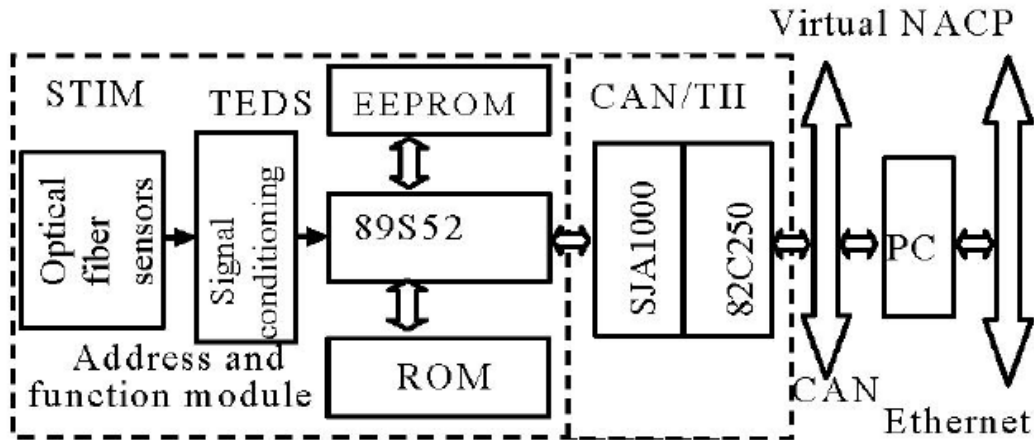 Virtual NACP
STIM
TEDS
EEPROM
CAN/TII
Optical
fiber
sensors
Signal
conditioning
89S52
SJA1000
82C250
PC
ROM
Address and
function module
CAN
Ethernet